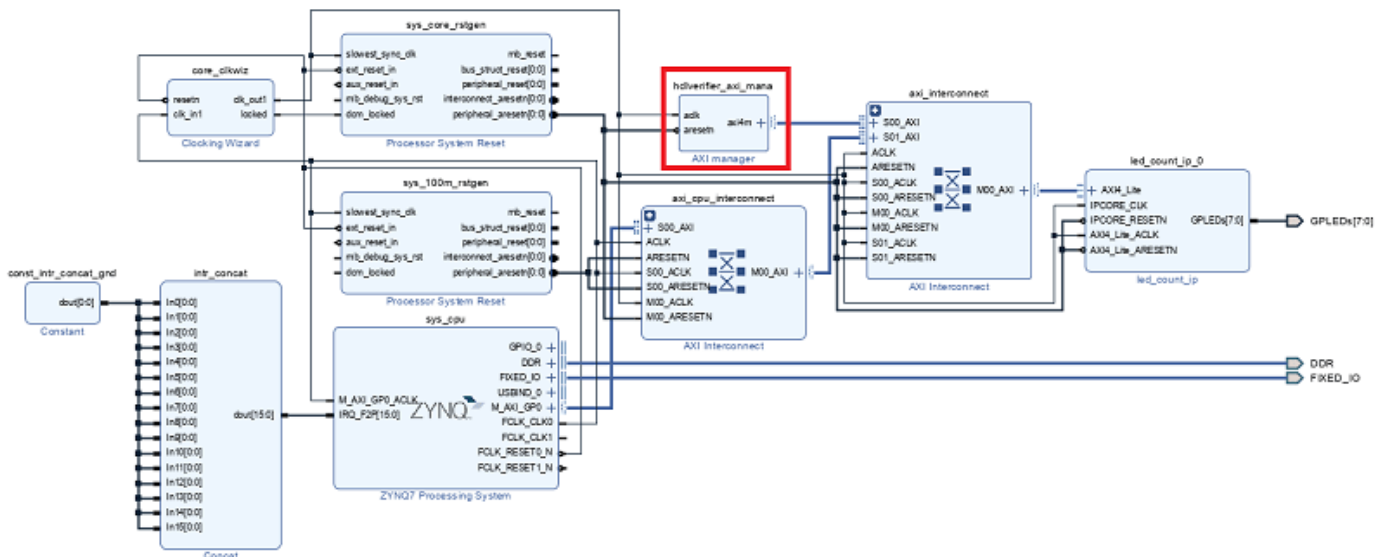 sys_core_rstgen
slowest_sync_clk
ext_reset_in
aux_reset_in
mb_debug_sys_rst
dcm_locked
mb_reset
bus_struct_reset[0:0]
peripheral_reset[0:0]
interconnect_aresetn[0:0]
peripheral_aresetn[0:0]
Processor System Reset
core_clkwiz
resetn
clk_in1
clk_out1
locked
Clocking Wizard
hdlverifier_axi_mana
aclk
aresetn
axi4m
AXI manager
axi_interconnect
S00_AXI
S01_AXI
ACLK
ARESETN
S00_ACLK
S00_ARESETN
M00_ACLK
M00_ARESETN
S01_ACLK
S01_ARESETN
M00_AXI
AXI Interconnect
led_count_ip_0
AXI4_Lite
IPCORE_CLK
IPCORE_RESETN
AXI4_Lite_ACLK
AXI4_Lite_ARESETN
GPLEDs[7:0]
led_count_ip
GPLEDs[7:0]
sys_100m_rstgen
slowest_sync_clk
ext_reset_in
aux_reset_in
mb_debug_sys_rst
dcm_locked
mb_reset
bus_struct_reset[0:0]
peripheral_reset[0:0]
interconnect_aresetn[0:0]
peripheral_aresetn[0:0]
Processor System Reset
axi_cpu_interconnect
S00_AXI
ACLK
ARESETN
S00_ACLK
S00_ARESETN
M00_ACLK
M00_ARESETN
M00_AXI
AXI Interconnect
const_intr_concat_gnd
dout[0:0]
Constant
intr_concat
In0[0:0]
In1[0:0]
In2[0:0]
In3[0:0]
In4[0:0]
In5[0:0]
In6[0:0]
In7[0:0]
In8[0:0]
In9[0:0]
In10[0:0]
In11[0:0]
In12[0:0]
In13[0:0]
In14[0:0]
In15[0:0]
dout[15:0]
Concat
sys_cpu
M_AXI_GP0_ACLK
IRQ_F2P[15:0]
ZYNQ
GPIO_0
DDR
FIXED_IO
USBIND_0
M_AXI_GP0
FCLK_CLK0
FCLK_CLK1
FCLK_RESET0_N
FCLK_RESET1_N
ZYNQ7 Processing System
DDR
FIXED_IO